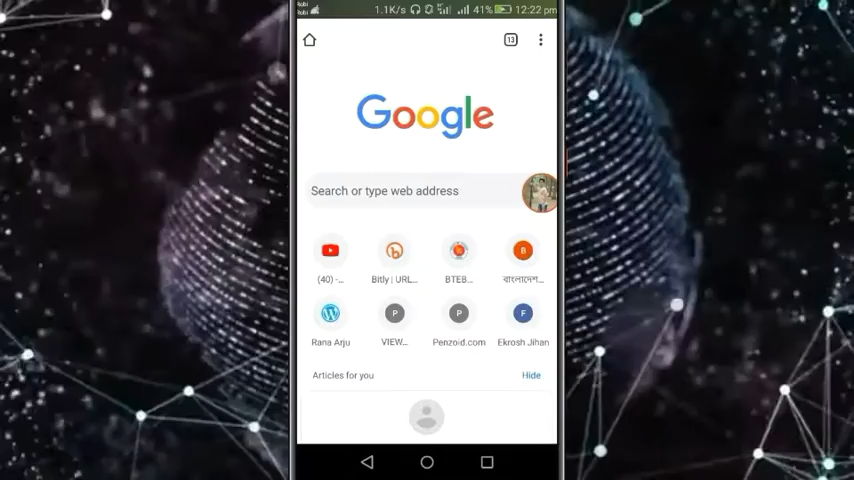 1.1K/s 41% 12:22 pm
13
Google
Search or type web address
(40) -... Bitly | URL... BTEB... বাংলাদেশ...
Rana Arju VIEW... Penzoid.com Ekrosh Jihan
Articles for you Hide